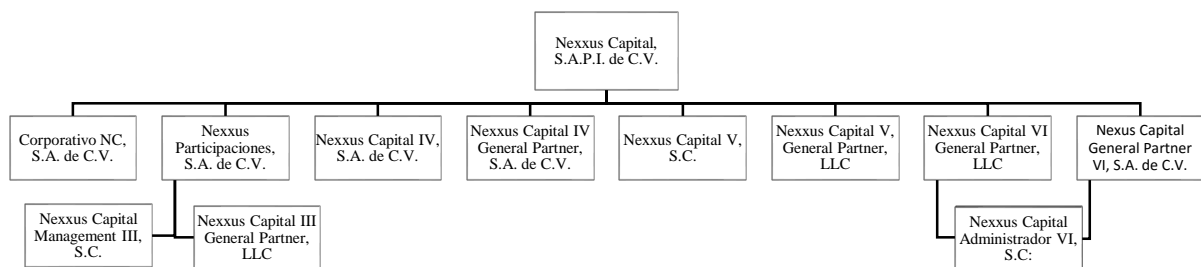 Nexxus Capital,
S.A.P.I. de C.V.
Corporativo NC,
S.A. de C.V.
Nexxus
Participaciones,
S.A. de C.V.
Nexxus Capital IV,
S.A. de C.V.
Nexxus Capital IV
General Partner,
S.A. de C.V.
Nexxus Capital V,
S.C.
Nexxus Capital V,
General Partner,
LLC
Nexxus Capital VI
General Partner,
LLC
Nexus Capital
General Partner
VI, S.A. de C.V.
Nexxus Capital
Management III,
S.C.
Nexxus Capital III
General Partner,
LLC
Nexxus Capital
Administrador VI,
S.C: